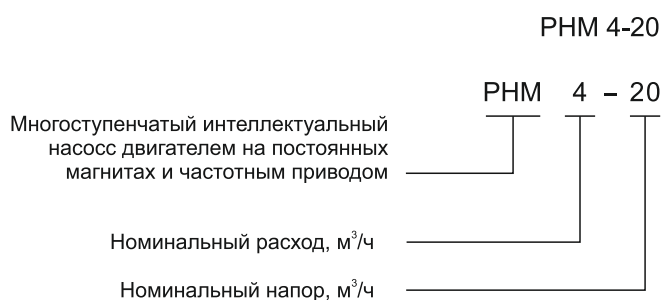 PHM 4-20
PHM 4 – 20
Многоступенчатый интеллектуальный
насосс двигателем на постоянных
магнитах и частотным приводом
Номинальный расход, м³/ч
Номинальный напор, м³/ч